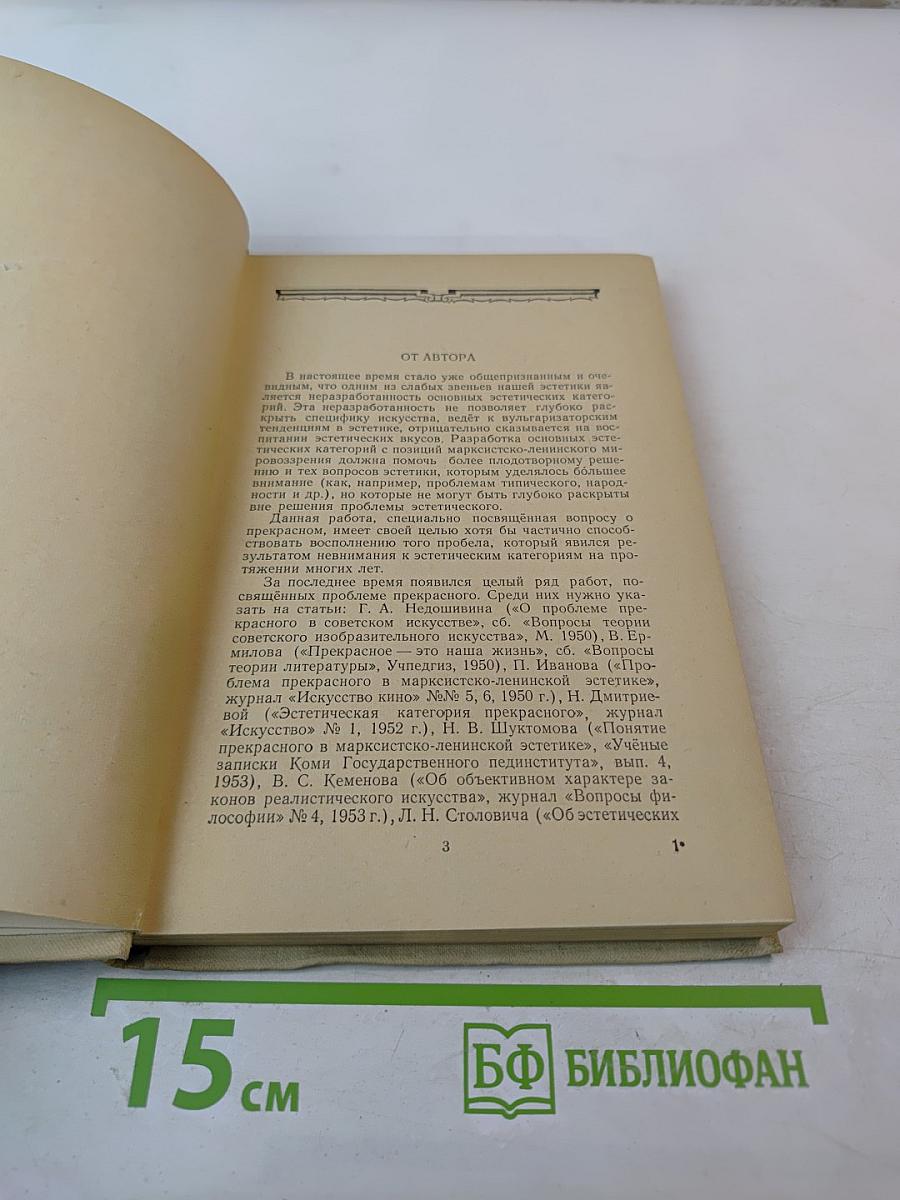 ОТ АВТОРА
В настоящее время стало уже общепризнанным и оче-
видным, что одним из слабых звеньев нашей эстетики яв-
ляется неразработанность основных эстетических катего-
рий. Эта неразработанность не позволяет глубоко рас-
крыть специфику искусства, ведёт к вульгаризаторским
тенденциям в эстетике, отрицательно сказывается на вос-
питании эстетических вкусов. Разработка основных эсте-
тических категорий с позиций марксистско-ленинского ми-
ровоззрения должна помочь более плодотворному реше-
нию и тех вопросов эстетики, которым уделялось бо́льшее
внимание (как, например, проблемам типического, народ-
ности и др.), но которые не могут быть глубоко раскрыты
вне решения проблемы эстетического.
Данная работа, специально посвящённая вопросу о
прекрасном, имеет своей целью хотя бы частично способ-
ствовать восполнению того пробела, который явился ре-
зультатом невнимания к эстетическим категориям на про-
тяжении многих лет.
За последнее время появился целый ряд работ, по-
свящённых проблеме прекрасного. Среди них нужно ука-
зать на статьи: Г. А. Недошивина («О проблеме пре-
красного в советском искусстве», сб. «Вопросы теории
советского изобразительного искусства», М. 1950), В. Ер-
милова («Прекрасное — это наша жизнь», сб. «Вопросы
теории литературы», Учпедгиз, 1950), П. Иванова («Про-
блема прекрасного в марксистско-ленинской эстетике»,
журнал «Искусство кино» №№ 5, 6, 1950 г.), Н. Дмитрие-
вой («Эстетическая категория прекрасного», журнал
«Искусство» № 1, 1952 г.), Н. В. Шуктомова («Понятие
прекрасного в марксистско-ленинской эстетике», «Учёные
записки Коми Государственного пединститута», вып. 4,
1953), В. С. Кеменова («Об объективном характере за-
конов реалистического искусства», журнал «Вопросы фи-
лософии» № 4, 1953 г.), Л. Н. Столовича («Об эстетических
3 1*
15 см БФ БИБЛИОФАН